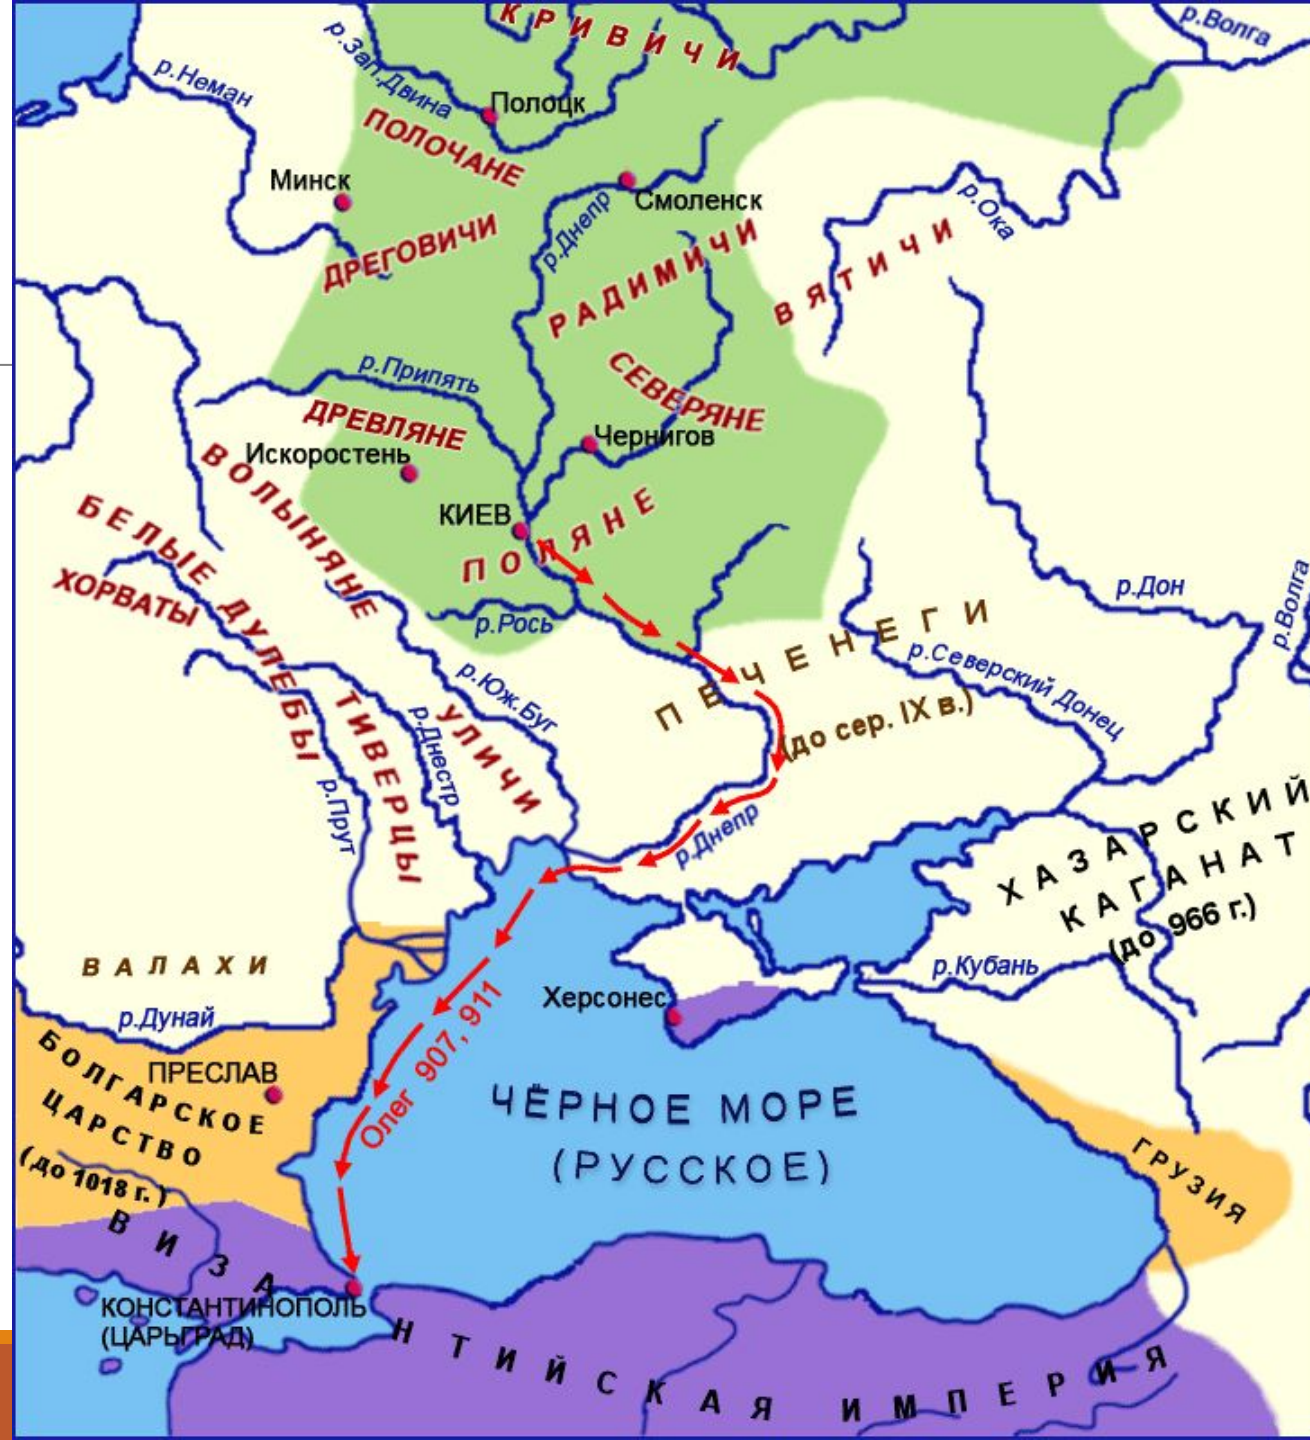 КРИВИЧИ
р.Волга
р.Зап.Двина
р.Неман
Полоцк
ПОЛОЧАНЕ
Минск
Смоленск
р.Ока
р.Днепр
ДРЕГОВИЧИ
РАДИМИЧИ
ВЯТИЧИ
р.Припять
СЕВЕРЯНЕ
ДРЕВЛЯНЕ
Чернигов
Искоростень
ВОЛЫНЯНЕ
КИЕВ
ПОЛЯНЕ
БЕЛЫЕ
ХОРВАТЫ
ДУЛЕБЫ
р.Дон
р.Волга
р.Рось
ПЕЧЕНЕГИ
(до сер. IX в.)
р.Северский Донец
р.Юж.Буг
ТИВЕРЦЫ
р.Днестр
УЛИЧИ
р.Прут
р.Днепр
ХАЗАРСКИЙ
КАГАНАТ
(до 966 г.)
ВАЛАХИ
р.Кубань
Херсонес
р.Дунай
Олег 907, 911
БОЛГАРСКОЕ
ЦАРСТВО
(до 1018 г.)
ПРЕСЛАВ
ЧЁРНОЕ МОРЕ
(РУССКОЕ)
ГРУЗИЯ
ВИЗАНТИЙСКАЯ ИМПЕРИЯ
КОНСТАНТИНОПОЛЬ
(ЦАРЬГРАД)